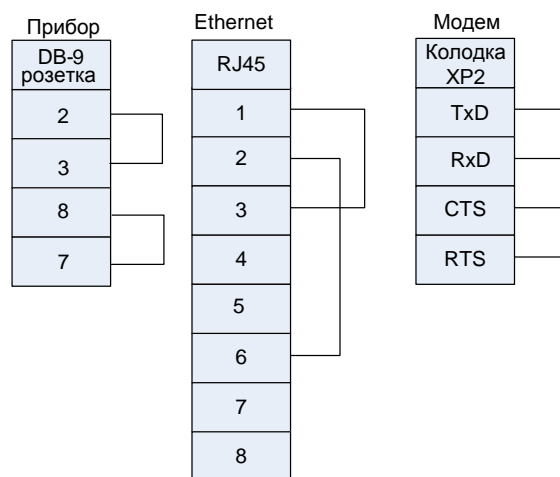 Прибор
DB-9
розетка
2
3
8
7
Ethernet
RJ45
1
2
3
4
5
6
7
8
Модем
Колодка
XP2
TxD
RxD
CTS
RTS